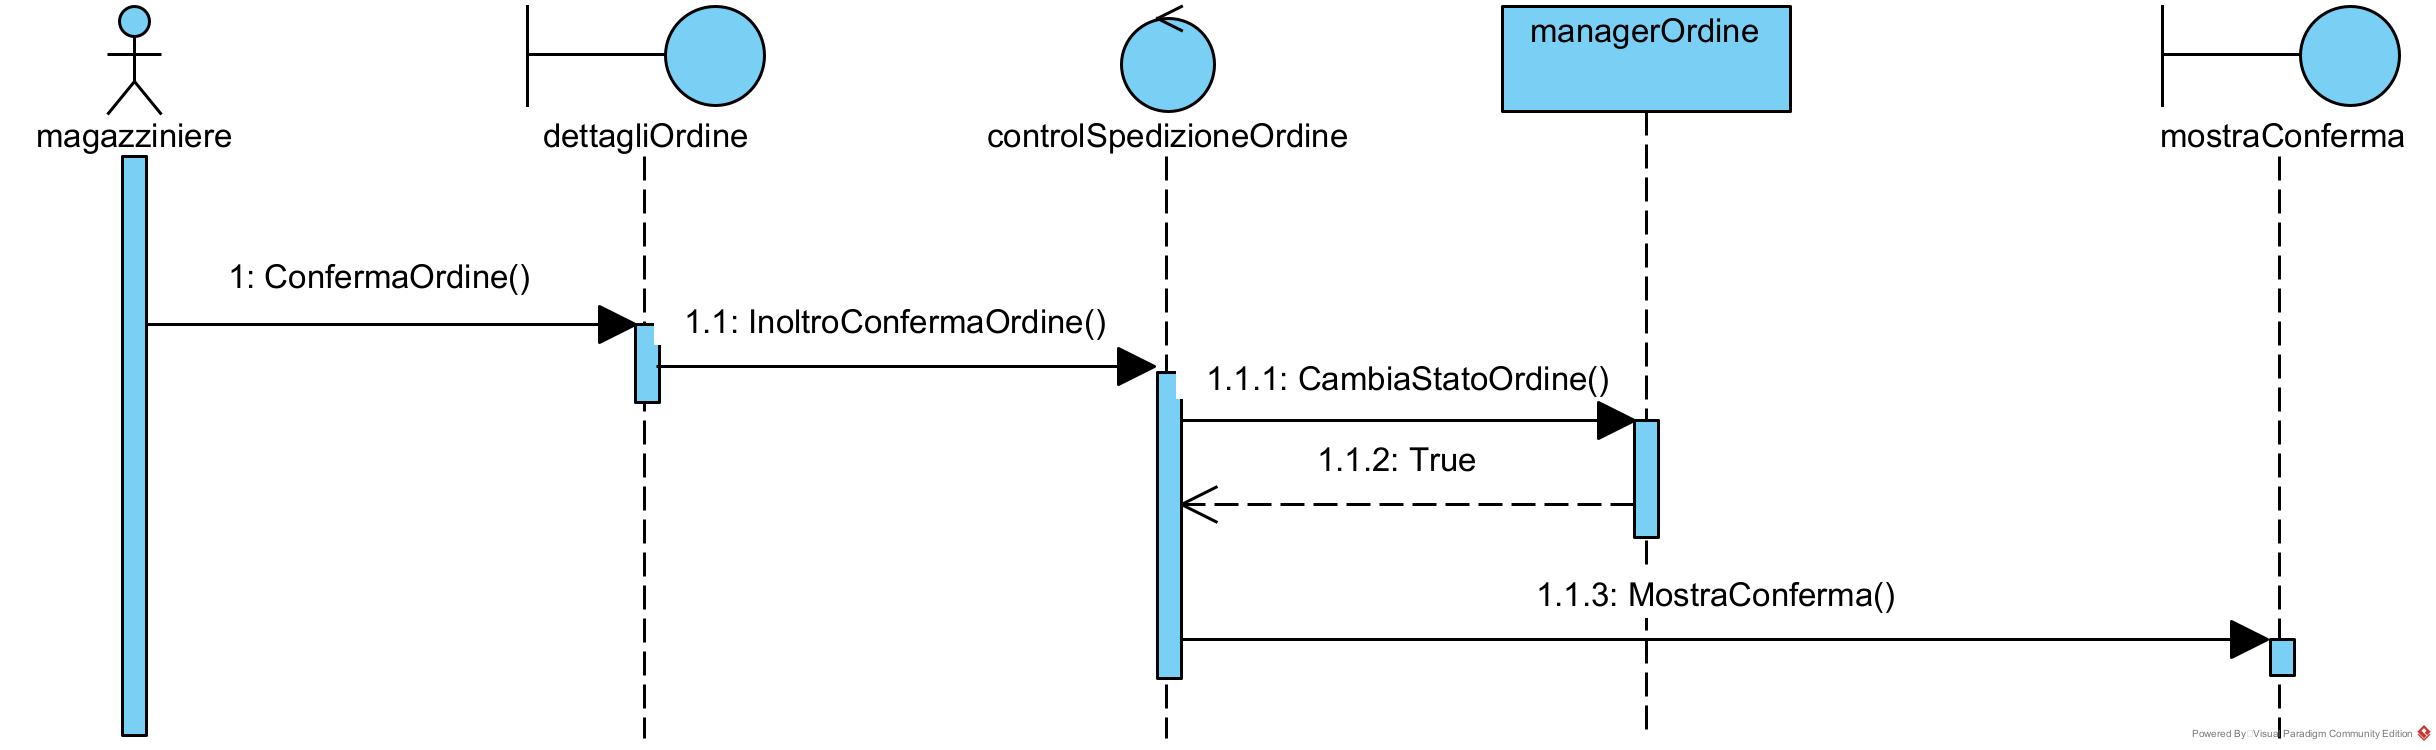 managerOrdine
magazziniere
dettagliOrdine
controlSpedizioneOrdine
mostraConferma
1: ConfermaOrdine()
1.1: InoltroConfermaOrdine()
1.1.1: CambiaStatoOrdine()
1.1.2: True
1.1.3: MostraConferma()
Powered By Visual Paradigm Community Edition